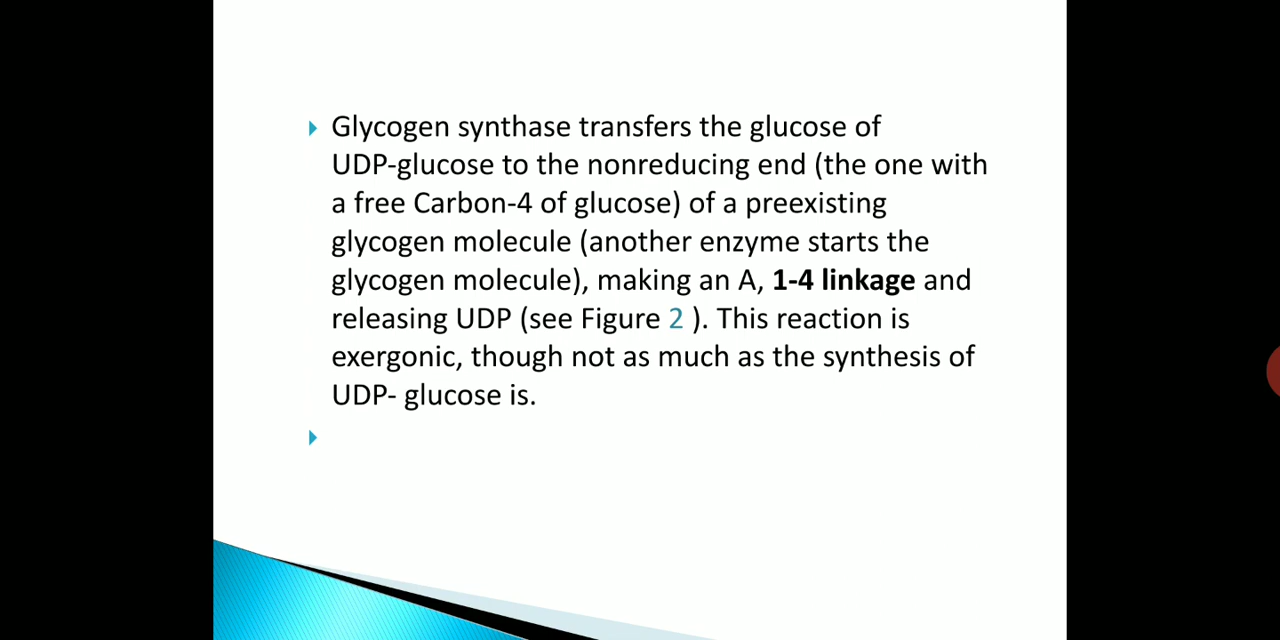 Glycogen synthase transfers the glucose of
UDP-glucose to the nonreducing end (the one with
a free Carbon-4 of glucose) of a preexisting
glycogen molecule (another enzyme starts the
glycogen molecule), making an A, 1-4 linkage and
releasing UDP (see Figure 2 ). This reaction is
exergonic, though not as much as the synthesis of
UDP- glucose is.